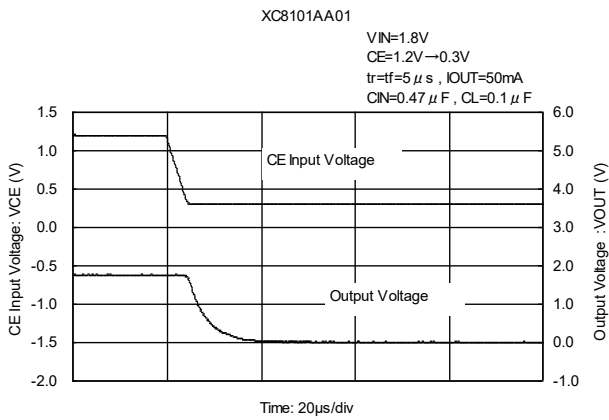 XC8101AA01
VIN=1.8V
CE=1.2V→0.3V
tr=tf=5μs , IOUT=50mA
CIN=0.47μF , CL=0.1μF
1.5
1.0
0.5
0.0
-0.5
-1.0
-1.5
-2.0
CE Input Voltage: VCE (V)
CE Input Voltage
Output Voltage
6.0
5.0
4.0
3.0
2.0
1.0
0.0
-1.0
Output Voltage :VOUT (V)
Time: 20μs/div